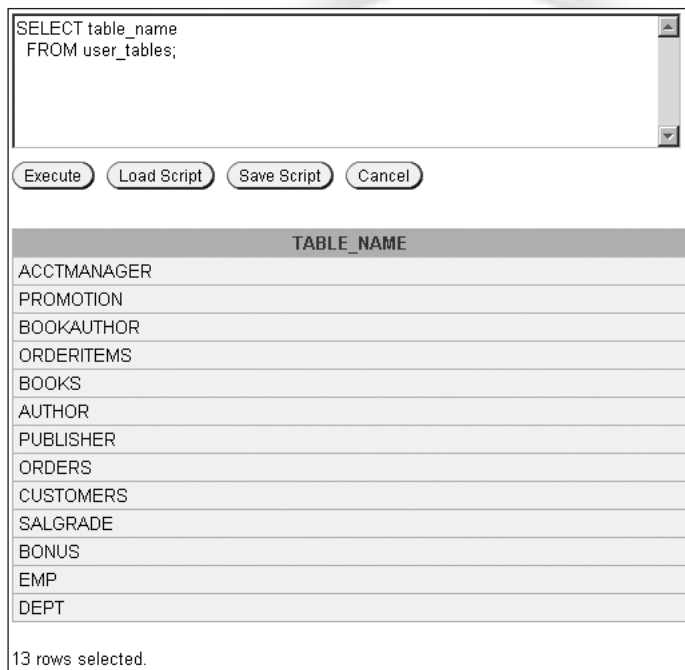 SELECT table_name
FROM user_tables;
Execute
Load Script
Save Script
Cancel
TABLE_NAME
ACCTMANAGER
PROMOTION
BOOKAUTHOR
ORDERITEMS
BOOKS
AUTHOR
PUBLISHER
ORDERS
CUSTOMERS
SALGRADE
BONUS
EMP
DEPT
13 rows selected.